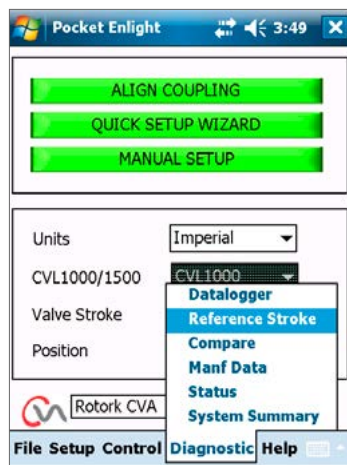 Pocket Enlight 3:49
ALIGN COUPLING
QUICK SETUP WIZARD
MANUAL SETUP
Units Imperial
CVL1000/1500 CVL1000
Valve Stroke
Position
Datalogger
Reference Stroke
Compare
Manf Data
Status
System Summary
Rotork CVA
File Setup Control Diagnostic Help